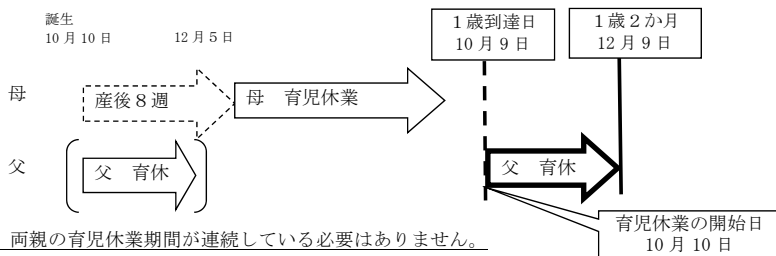 誕生
10月10日
12月5日
1歳到達日
10月9日
1歳2か月
12月9日
母
産後8週
母 育児休業
父
父 育休
父 育休
育児休業の開始日
10月10日
両親の育児休業期間が連続している必要はありません。